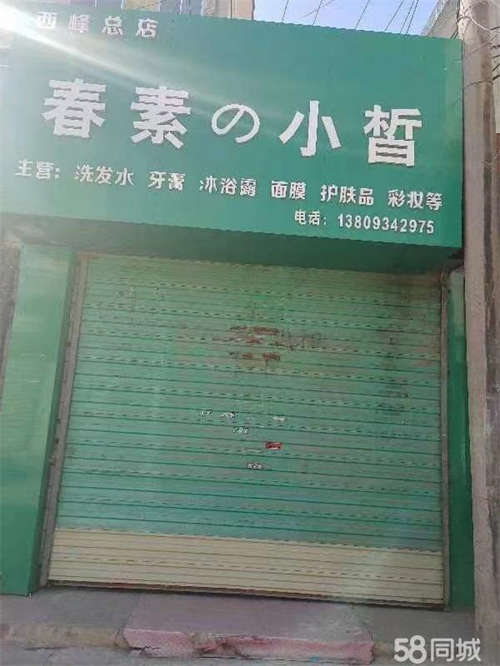 西峰总店
春素の小皙
主营：洗发水 牙膏 沐浴露 面膜 护肤品 彩妆等
电话：13809342975
58同城